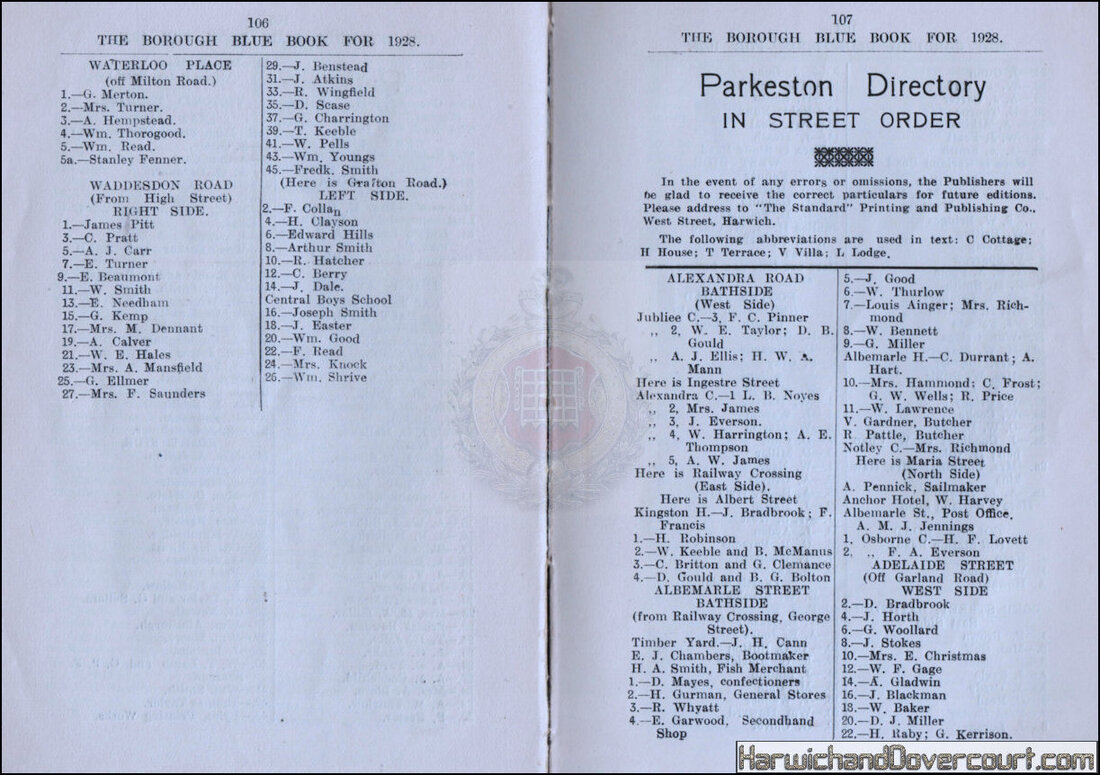 106
THE BOROUGH BLUE BOOK FOR 1928.
WATERLOO PLACE
(off Milton Road.)
1.—G. Merton.
2.—Mrs. Turner.
3.—A. Hempstead.
4.—Wm. Thorogood.
5.—Wm. Read.
5a.—Stanley Fenner.
WADDESDON ROAD
(From High Street)
RIGHT SIDE.
1.—James Pitt
3.—C. Pratt
5.—A. J. Carr
7.—E. Turner
9.—E. Beaumont
11.—W. Smith
13.—E. Needham
15.—G. Kemp
17.—Mrs. M. Dennant
19.—A. Calver
21.—W. E. Hales
23.—Mrs. A. Mansfield
25.—G. Ellmer
27.—Mrs. F. Saunders
29.—J. Benstead
31.—J. Atkins
33.—R. Wingfield
35.—D. Scase
37.—G. Charrington
39.—T. Keeble
41.—W. Pells
43.—Wm. Youngs
45.—Fredk. Smith
(Here is Grafton Road.)
LEFT SIDE.
2.—F. Collan
4.—H. Clayson
6.—Edward Hills
8.—Arthur Smith
10.—R. Hatcher
12.—C. Berry
14.—J. Dale.
Central Boys School
16.—Joseph Smith
18.—J. Easter
20.—Wm. Good
22.—F. Read
24.—Mrs. Knock
26.—Wm. Shrive
107
THE BOROUGH BLUE BOOK FOR 1928.
Parkeston Directory
IN STREET ORDER
In the event of any errors or omissions, the Publishers will
be glad to receive the correct particulars for future editions.
Please address to "The Standard" Printing and Publishing Co.,
West Street, Harwich.
The following abbreviations are used in text: C Cottage;
H House; T Terrace; V Villa; L Lodge.
ALEXANDRA ROAD
BATHSIDE
(West Side)
Jubliee C.—3, F. C. Pinner
,, 2, W. E. Taylor; D. B.
Gould
,, A. J. Ellis; H. W. A.
Mann
Here is Ingestre Street
Alexandra C.—1 L. B. Noyes
,, 2, Mrs. James
,, 3, J. Everson.
,, 4, W. Harrington; A. E.
Thompson
,, 5, A. W. James
Here is Railway Crossing
(East Side).
Here is Albert Street
Kingston H.—J. Bradbrook; F.
Francis
1.—H. Robinson
2.—W. Keeble and B. McManus
3.—C. Britton and G. Clemance
4.—D. Gould and B. G. Bolton
ALBEMARLE STREET
BATHSIDE
(from Railway Crossing, George
Street).
Timber Yard.—J. H. Cann
E. J. Chambers, Bootmaker
H. A. Smith, Fish Merchant
1.—D. Mayes, confectioners
2.—H. Gurman, General Stores
3.—R. Whyatt
4.—E. Garwood, Secondhand
Shop
5.—J. Good
6.—W. Thurlow
7.—Louis Ainger; Mrs. Rich-
mond
8.—W. Bennett
9.—G. Miller
Albemarle H.—C. Durrant; A.
Hart.
10.—Mrs. Hammond; C. Frost;
G. W. Wells; R. Price
11.—W. Lawrence
V. Gardner, Butcher
R. Pattle, Butcher
Notley C.—Mrs. Richmond
Here is Maria Street
(North Side)
A. Pennick, Sailmaker
Anchor Hotel, W. Harvey
Albemarle St., Post Office,
A. M. J. Jennings
1. Osborne C.—H. F. Lovett
2. ,, F. A. Everson
ADELAIDE STREET
(Off Garland Road)
WEST SIDE
2.—D. Bradbrook
4.—J. Horth
6.—G. Woollard
8.—J. Stokes
10.—Mrs. E. Christmas
12.—W. F. Gage
14.—A. Gladwin
16.—J. Blackman
18.—W. Baker
20.—D. J. Miller
22.—H. Raby; G. Kerrison.
HarwichandDovercourt.com